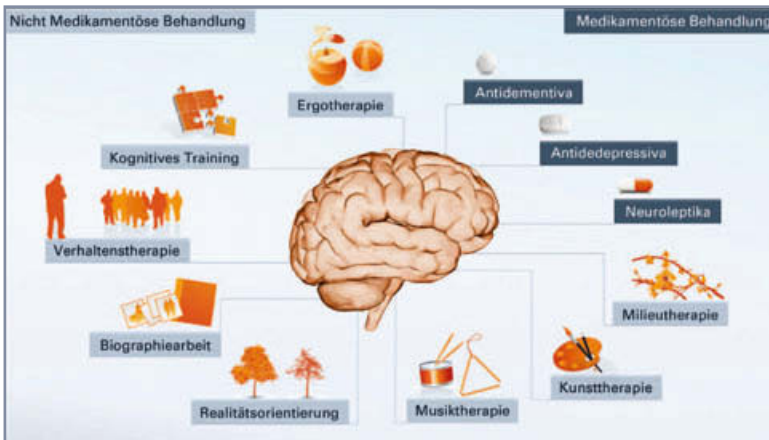 Nicht Medikamentöse Behandlung
Medikamentöse Behandlung
Ergotherapie
Antidementiva
Kognitives Training
Antidedepressiva
Neuroleptika
Verhaltenstherapie
Milieutherapie
Biographiearbeit
Kunsttherapie
Realitätsorientierung
Musiktherapie